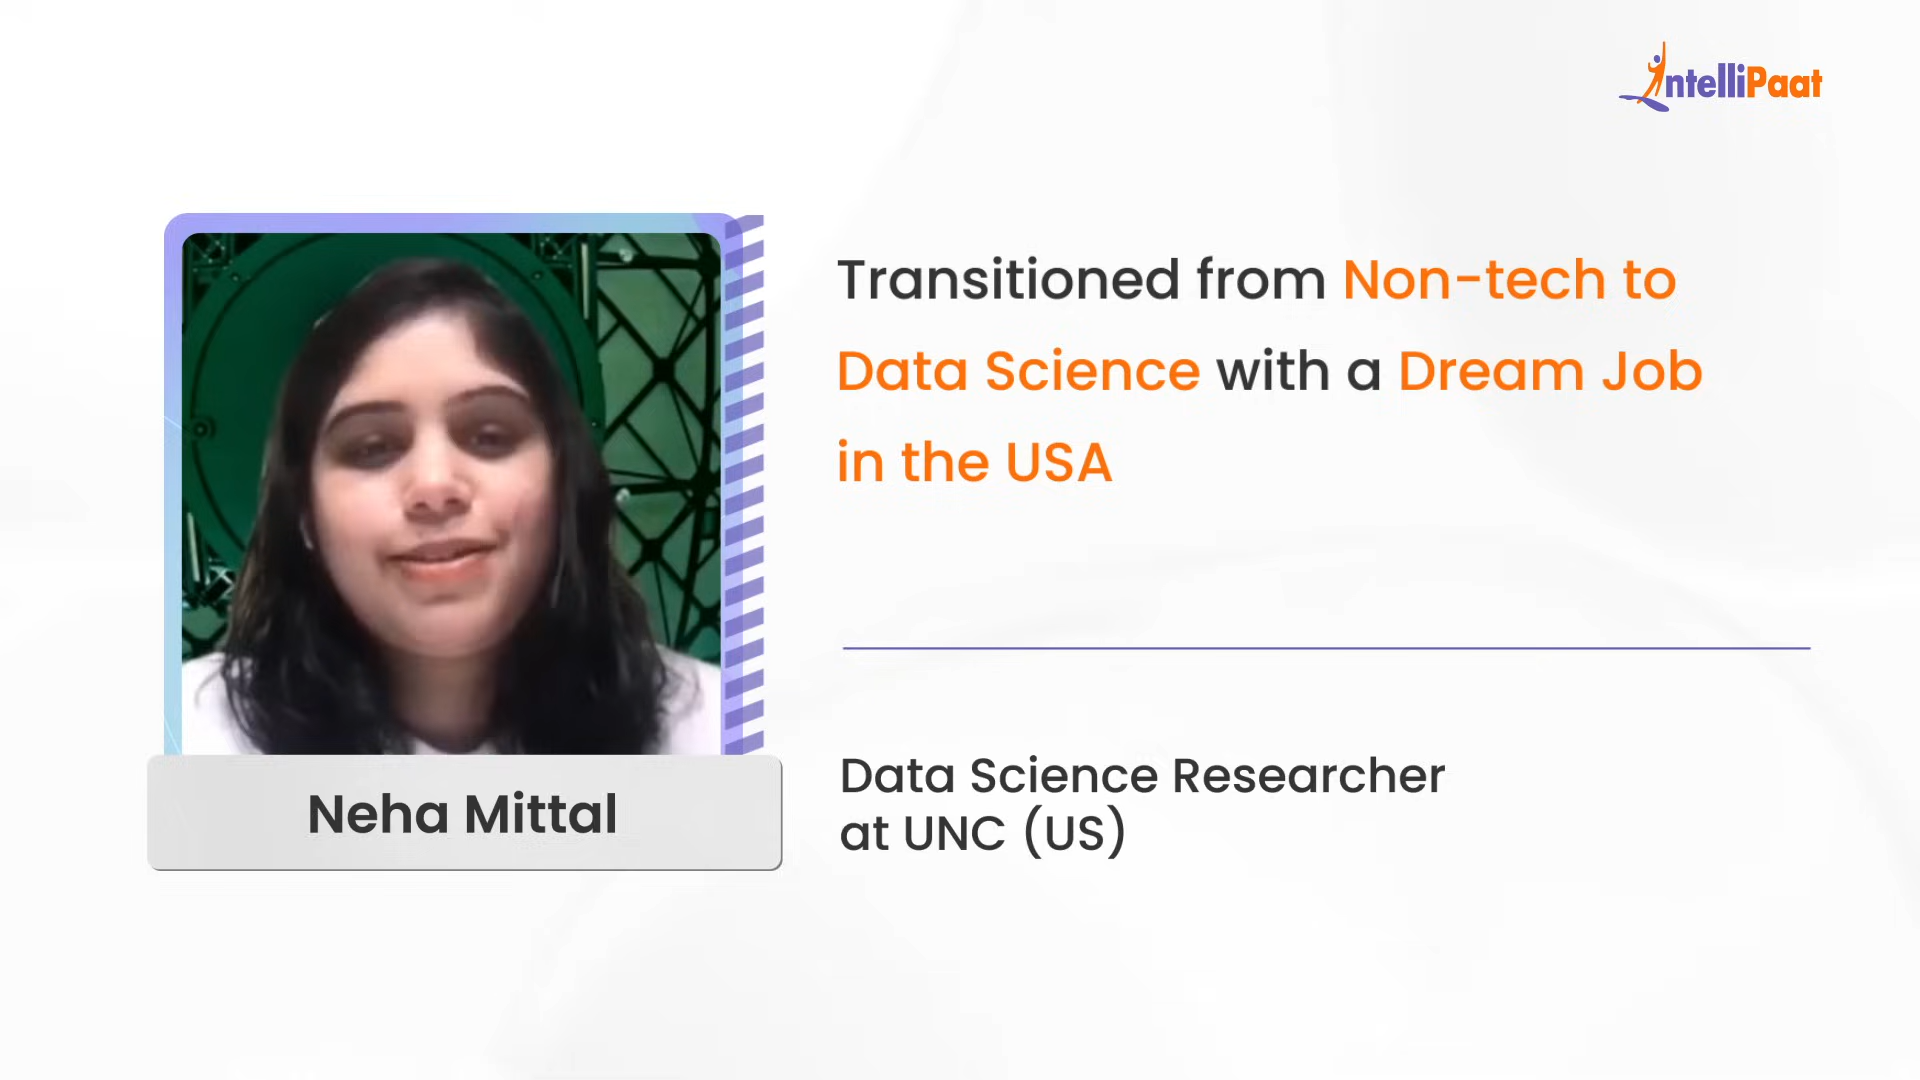 IntelliPaat
Transitioned from Non-tech to
Data Science with a Dream Job
in the USA
Neha Mittal
Data Science Researcher
at UNC (US)